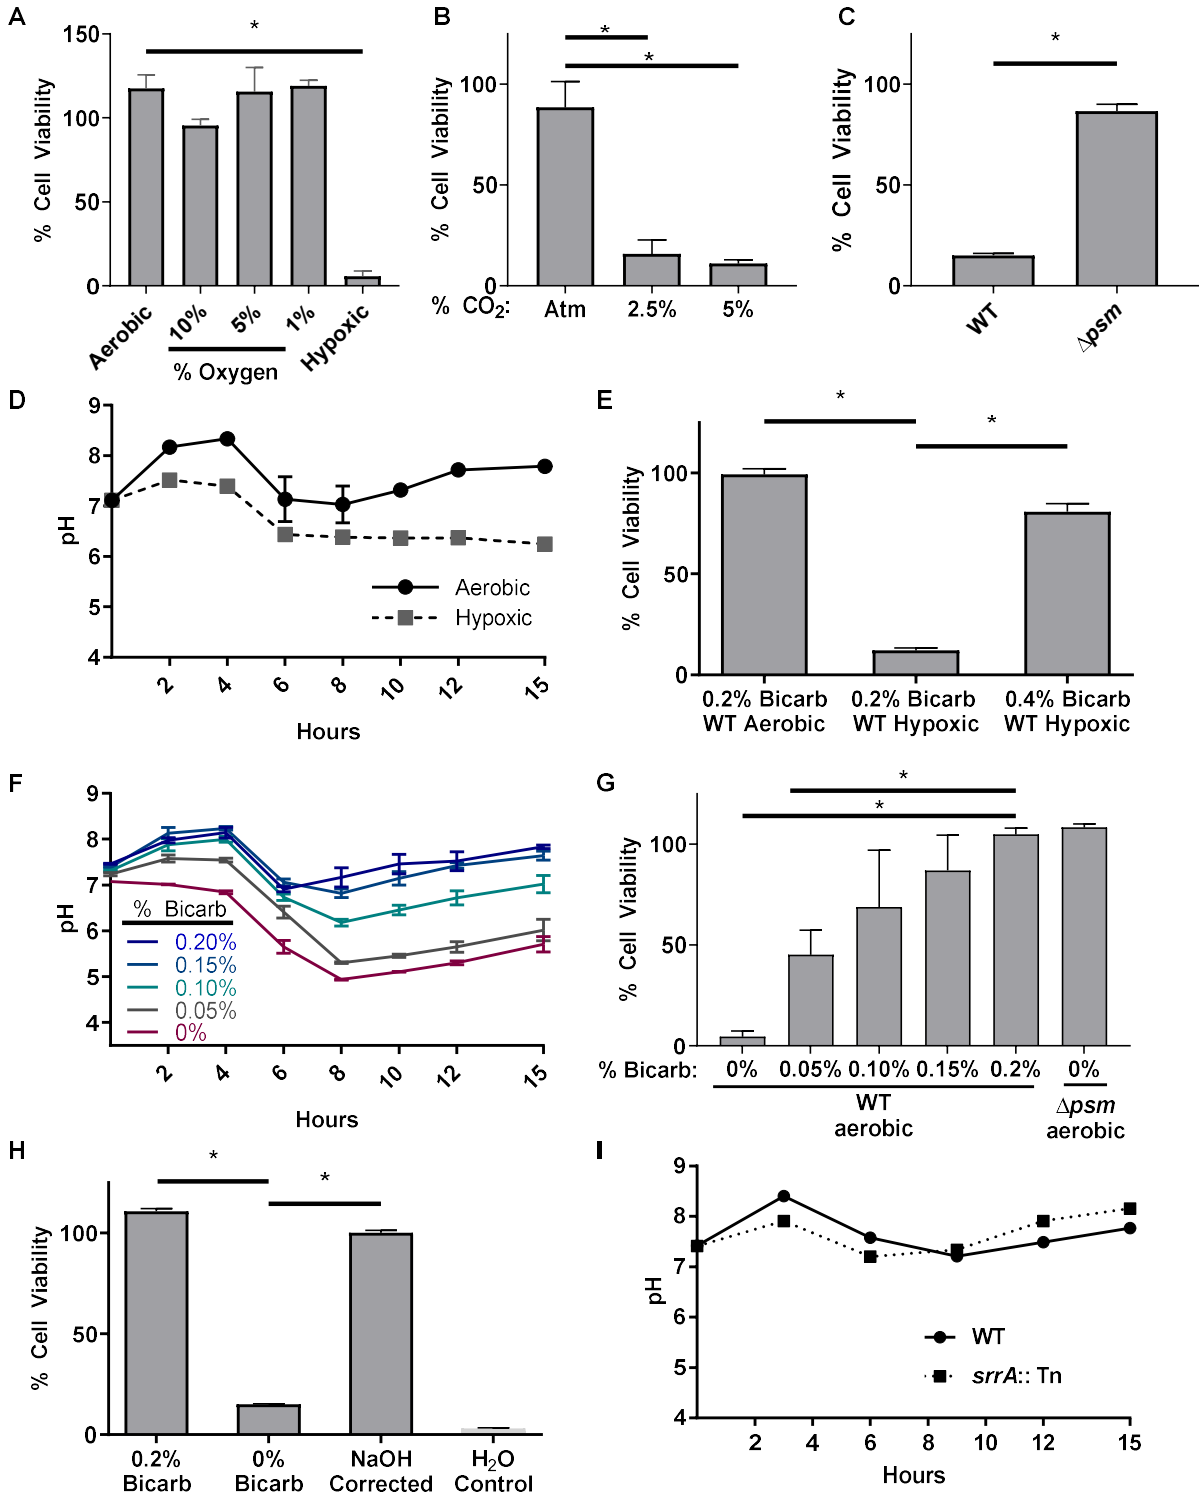 A
*
150
100
50
0
% Cell Viability
Aerobic
10%
5%
1%
Hypoxic
% Oxygen
B
*
*
100
50
0
% Cell Viability
% CO2:
Atm
2.5%
5%
C
*
100
50
0
% Cell Viability
WT
Δpsm
D
9
8
7
6
5
4
pH
Aerobic
Hypoxic
2
4
6
8
10
12
15
Hours
E
*
*
100
50
0
% Cell Viability
0.2% Bicarb
WT Aerobic
0.2% Bicarb
WT Hypoxic
0.4% Bicarb
WT Hypoxic
F
9
8
7
6
5
4
pH
% Bicarb
0.20%
0.15%
0.10%
0.05%
0%
2
4
6
8
10
12
15
Hours
G
*
*
100
50
0
% Cell Viability
% Bicarb:
0%
0.05%
0.10%
0.15%
0.2%
0%
WT
aerobic
Δpsm
aerobic
H
*
*
100
50
0
% Cell Viability
0.2%
Bicarb
0%
Bicarb
NaOH
Corrected
H2O
Control
I
9
8
7
6
5
4
pH
WT
srrA:: Tn
2
4
6
8
10
12
15
Hours